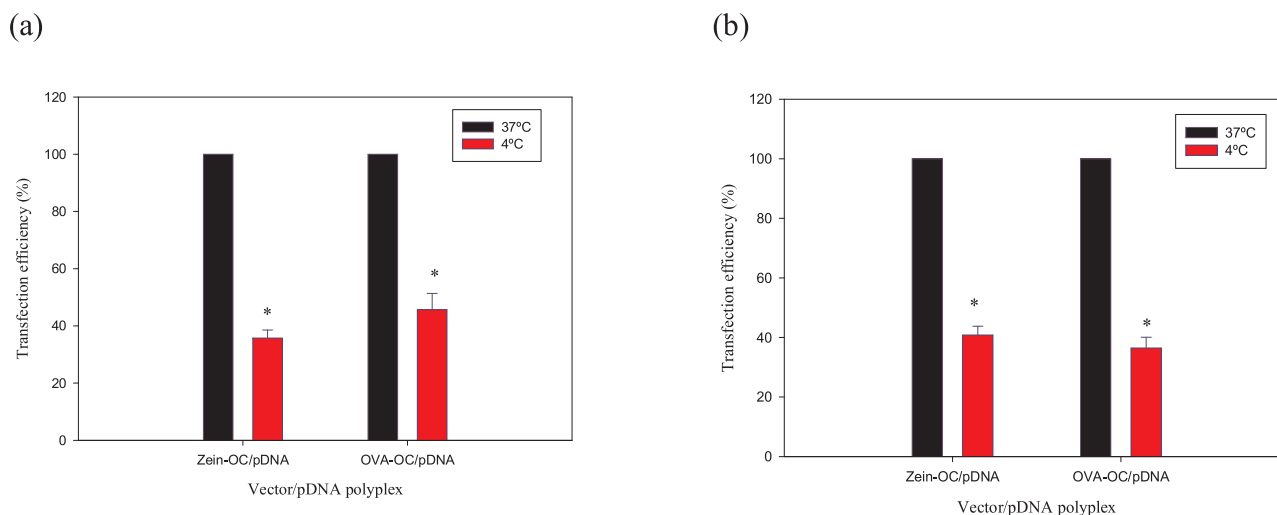 (a)
120
100
80
60
40
20
0
Transfection efficiency (%)
37ºC
4ºC
*
*
Zein-OC/pDNA
OVA-OC/pDNA
Vector/pDNA polyplex
(b)
120
100
80
60
40
20
0
Transfection efficiency (%)
37ºC
4ºC
*
*
Zein-OC/pDNA
OVA-OC/pDNA
Vector/pDNA polyplex